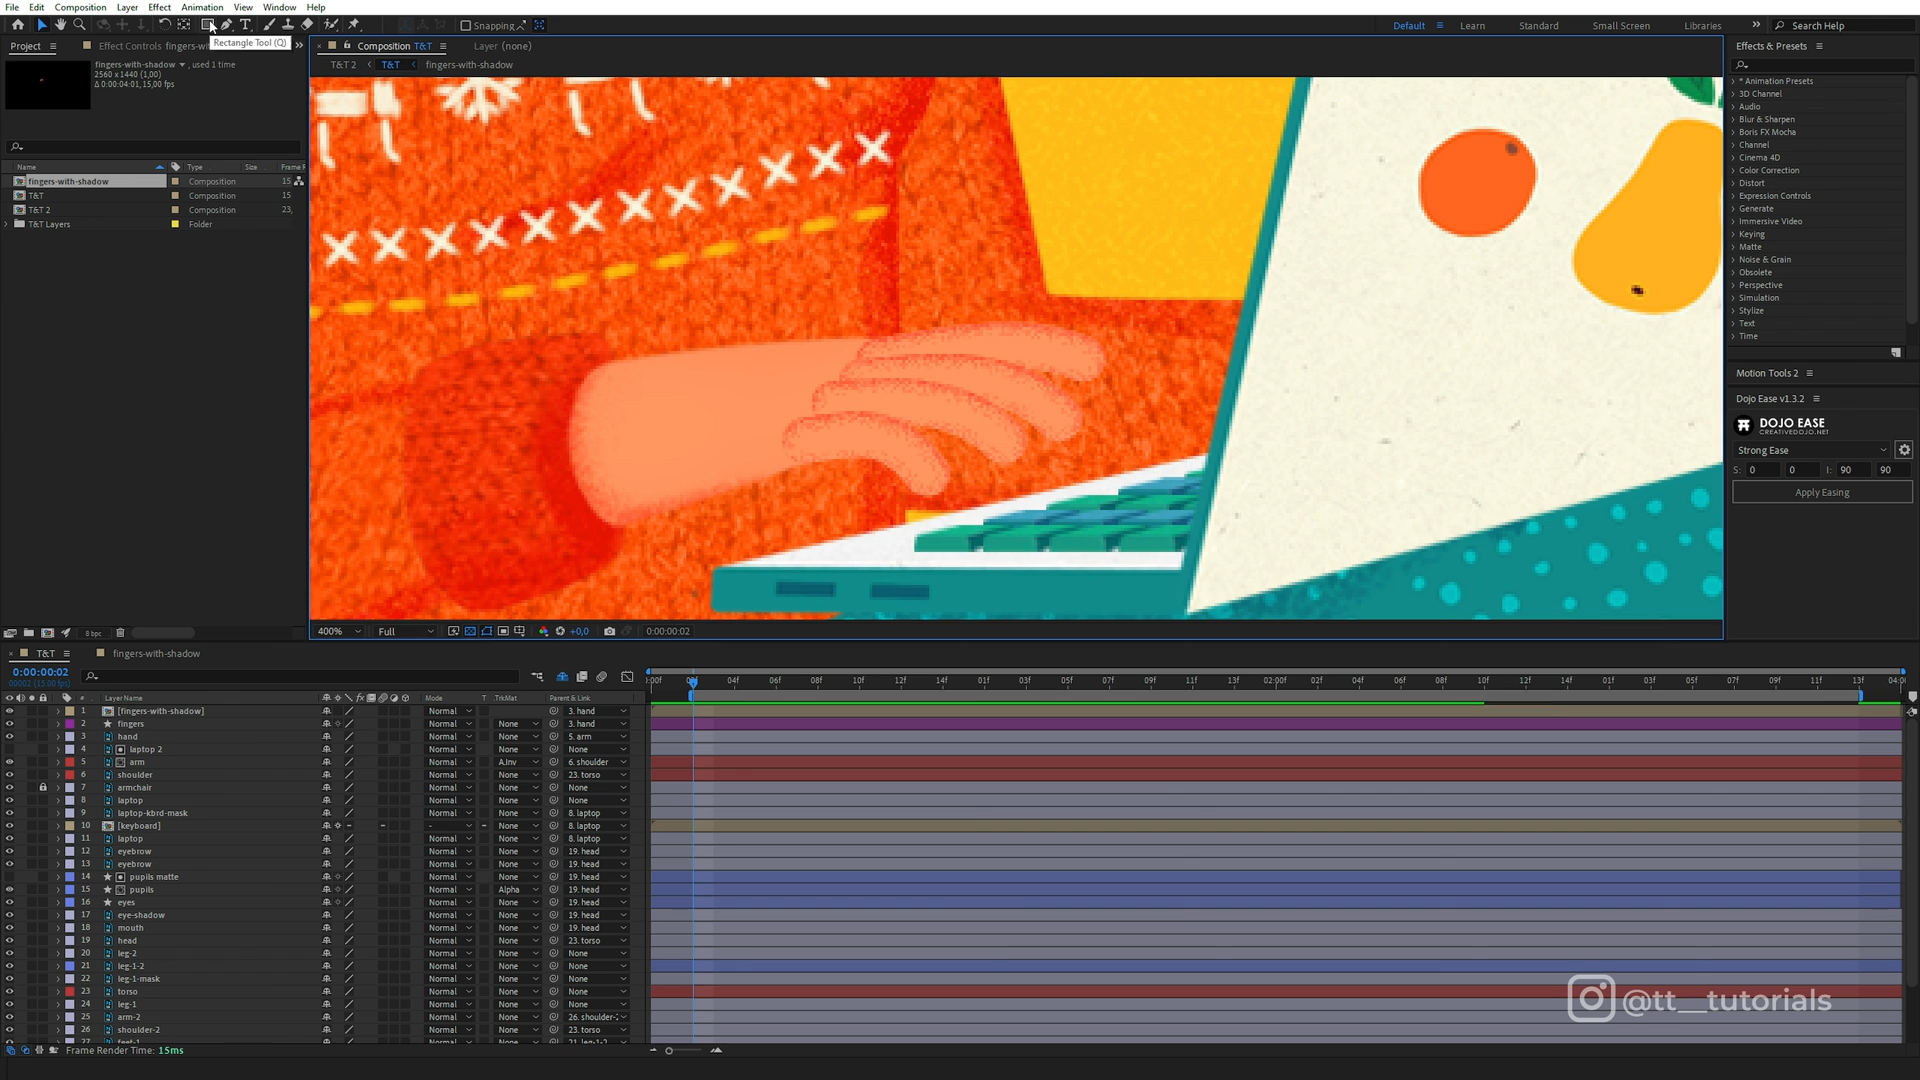 File Edit Composition Layer Effect Animation View Window Help
Snapping
Default Learn Standard Small Screen Libraries Search Help
Rectangle Tool (Q)
Project Effect Controls fingers-wi
Composition T&T Layer (none)
T&T 2 T&T fingers-with-shadow
fingers-with-shadow , used 1 time
2560 x 1440 (1,00)
Δ 0:00:04:01, 15,00 fps
Name Type Size Frame R
fingers-with-shadow Composition 15
T&T Composition 15
T&T 2 Composition 23,
T&T Layers Folder
8 bpc
400% Full +0,0 0:00:00:02
Effects & Presets
* Animation Presets
3D Channel
Audio
Blur & Sharpen
Boris FX Mocha
Channel
Cinema 4D
Color Correction
Distort
Expression Controls
Generate
Immersive Video
Keying
Matte
Noise & Grain
Obsolete
Perspective
Simulation
Stylize
Text
Time
Motion Tools 2
Dojo Ease v1.3.2
DOJO EASE
CREATIVEDOJO.NET
Strong Ease
S: 0 0 I: 90 90
Apply Easing
T&T fingers-with-shadow
0:00:00:02
00002 (15.00 fps)
:00f 04f 06f 08f 10f 12f 14f 01f 03f 05f 07f 09f 11f 13f 02:00f 02f 04f 06f 08f 10f 12f 14f 01f 03f 05f 07f 09f 11f 13f 04:0
# Layer Name Mode T .TrkMat Parent & Link
1 [fingers-with-shadow] Normal 3. hand
2 fingers Normal None 3. hand
3 hand Normal None 5. arm
4 laptop 2 Normal None None
5 arm Normal A.Inv 6. shoulder
6 shoulder Normal None 23. torso
7 armchair Normal None None
8 laptop Normal None None
9 laptop-kbrd-mask Normal None 8. laptop
10 [keyboard] - None 8. laptop
11 laptop Normal None 8. laptop
12 eyebrow Normal None 19. head
13 eyebrow Normal None 19. head
14 pupils matte Normal None 19. head
15 pupils Normal Alpha 19. head
16 eyes Normal None 19. head
17 eye-shadow Normal None 19. head
18 mouth Normal None 19. head
19 head Normal None 23. torso
20 leg-2 Normal None None
21 leg-1-2 Normal None None
22 leg-1-mask Normal None None
23 torso Normal None None
24 leg-1 Normal None None
25 arm-2 Normal None 26. shoulder-2
26 shoulder-2 Normal None 23. torso
27 feet-1 Normal None 21. leg-1-2
Frame Render Time: 15ms
@tt__tutorials